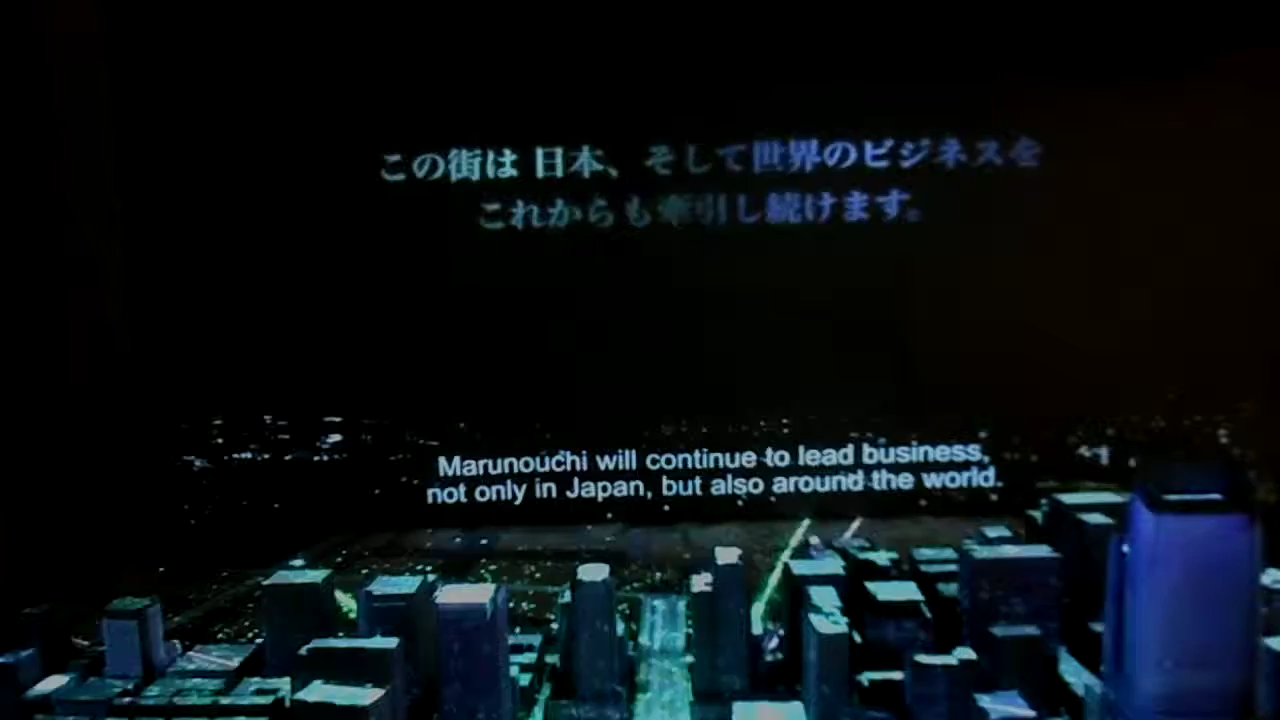 この街は 日本、そして世界のビジネスを
これからも牽引し続けます。
Marunouchi will continue to lead business,
not only in Japan, but also around the world.